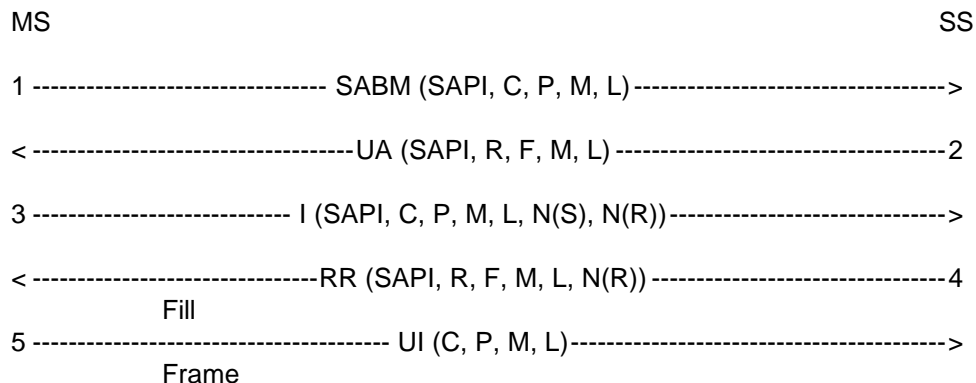 MS SS
1 --------------------------------- SABM (SAPI, C, P, M, L) ----------------------------------->
< ------------------------------------UA (SAPI, R, F, M, L) -------------------------------------2
3 ----------------------------- I (SAPI, C, P, M, L, N(S), N(R))------------------------------->
< -----------------------------------RR (SAPI, R, F, M, L, N(R)) ---------------------------------4
Fill
5 ---------------------------------------- UI (C, P, M, L)------------------------------------------>
Frame